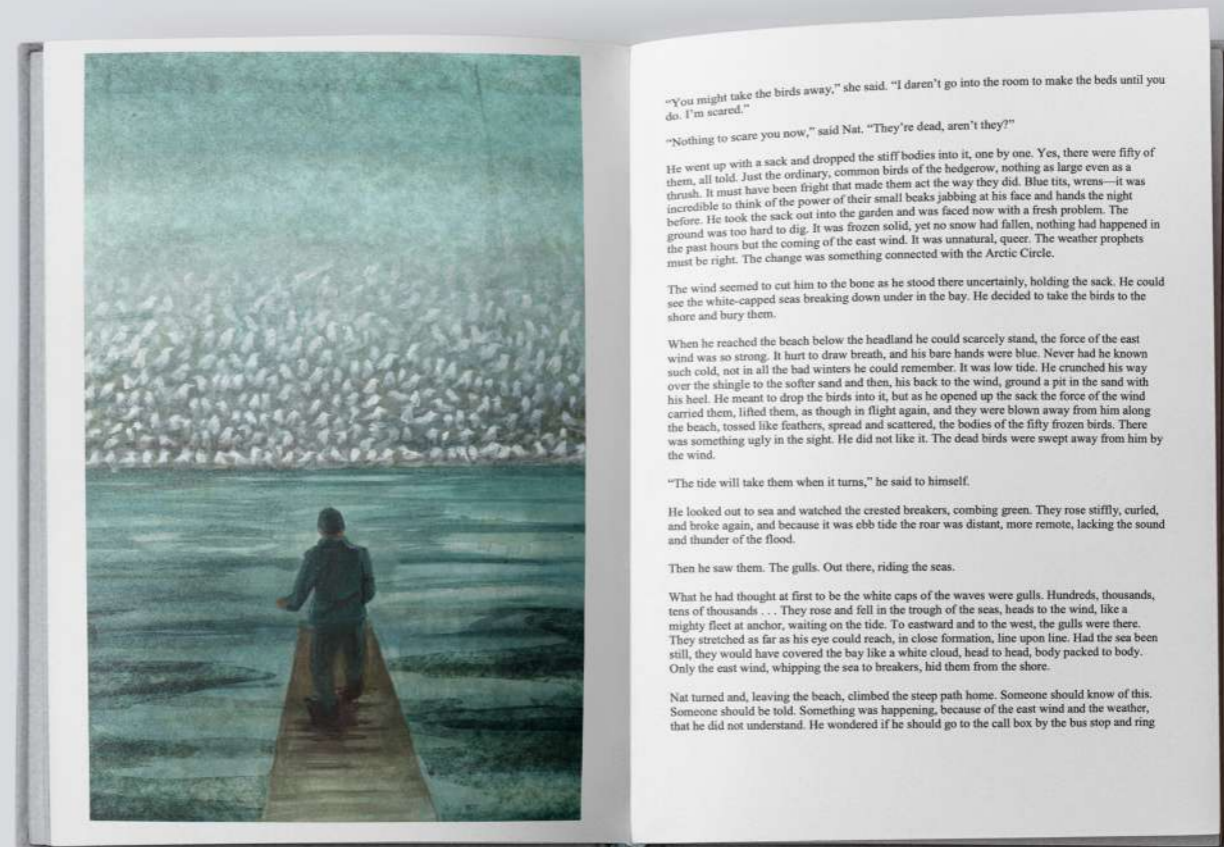 “You might take the birds away,” she said. “I daren’t go into the room to make the beds until you
do. I’m scared.”
“Nothing to scare you now,” said Nat. “They’re dead, aren’t they?”
He went up with a sack and dropped the stiff bodies into it, one by one. Yes, there were fifty of
them, all told. Just the ordinary, common birds of the hedgerow, nothing as large even as a
thrush. It must have been fright that made them act the way they did. Blue tits, wrens—it was
incredible to think of the power of their small beaks jabbing at his face and hands the night
before. He took the sack out into the garden and was faced now with a fresh problem. The
ground was too hard to dig. It was frozen solid, yet no snow had fallen, nothing had happened in
the past hours but the coming of the east wind. It was unnatural, queer. The weather prophets
must be right. The change was something connected with the Arctic Circle.
The wind seemed to cut him to the bone as he stood there uncertainly, holding the sack. He could
see the white-capped seas breaking down under in the bay. He decided to take the birds to the
shore and bury them.
When he reached the beach below the headland he could scarcely stand, the force of the east
wind was so strong. It hurt to draw breath, and his bare hands were blue. Never had he known
such cold, not in all the bad winters he could remember. It was low tide. He crunched his way
over the shingle to the softer sand and then, his back to the wind, ground a pit in the sand with
his heel. He meant to drop the birds into it, but as he opened up the sack the force of the wind
carried them, lifted them, as though in flight again, and they were blown away from him along
the beach, tossed like feathers, spread and scattered, the bodies of the fifty frozen birds. There
was something ugly in the sight. He did not like it. The dead birds were swept away from him by
the wind.
“The tide will take them when it turns,” he said to himself.
He looked out to sea and watched the crested breakers, combing green. They rose stiffly, curled,
and broke again, and because it was ebb tide the roar was distant, more remote, lacking the sound
and thunder of the flood.
Then he saw them. The gulls. Out there, riding the seas.
What he had thought at first to be the white caps of the waves were gulls. Hundreds, thousands,
tens of thousands . . . They rose and fell in the trough of the seas, heads to the wind, like a
mighty fleet at anchor, waiting on the tide. To eastward and to the west, the gulls were there.
They stretched as far as his eye could reach, in close formation, line upon line. Had the sea been
still, they would have covered the bay like a white cloud, head to head, body packed to body.
Only the east wind, whipping the sea to breakers, hid them from the shore.
Nat turned and, leaving the beach, climbed the steep path home. Someone should know of this.
Someone should be told. Something was happening, because of the east wind and the weather,
that he did not understand. He wondered if he should go to the call box by the bus stop and ring